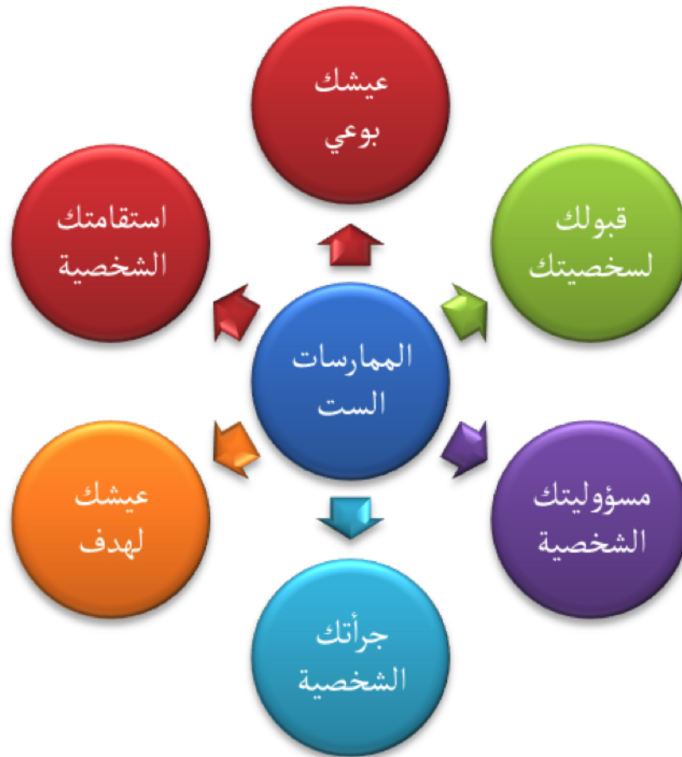 عيشك
بوعي
قبولك
لسخصيتك
مسؤوليتك
الشخصية
جرأتك
الشخصية
عيشك
لهدف
استقامتك
الشخصية
الممارسات
الست